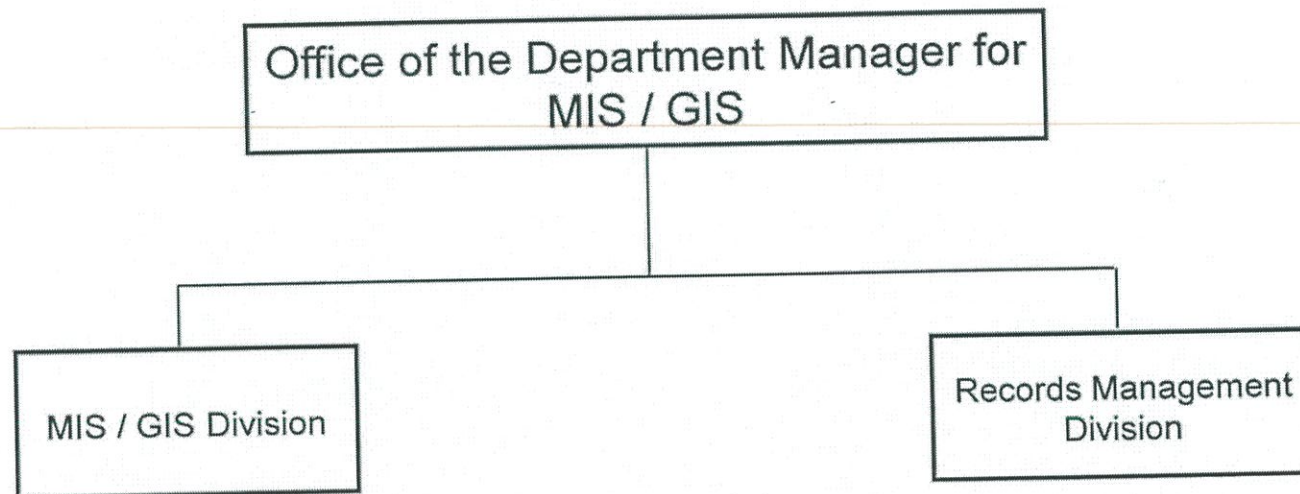 Office of the Department Manager for
MIS / GIS
MIS / GIS Division
Records Management
Division